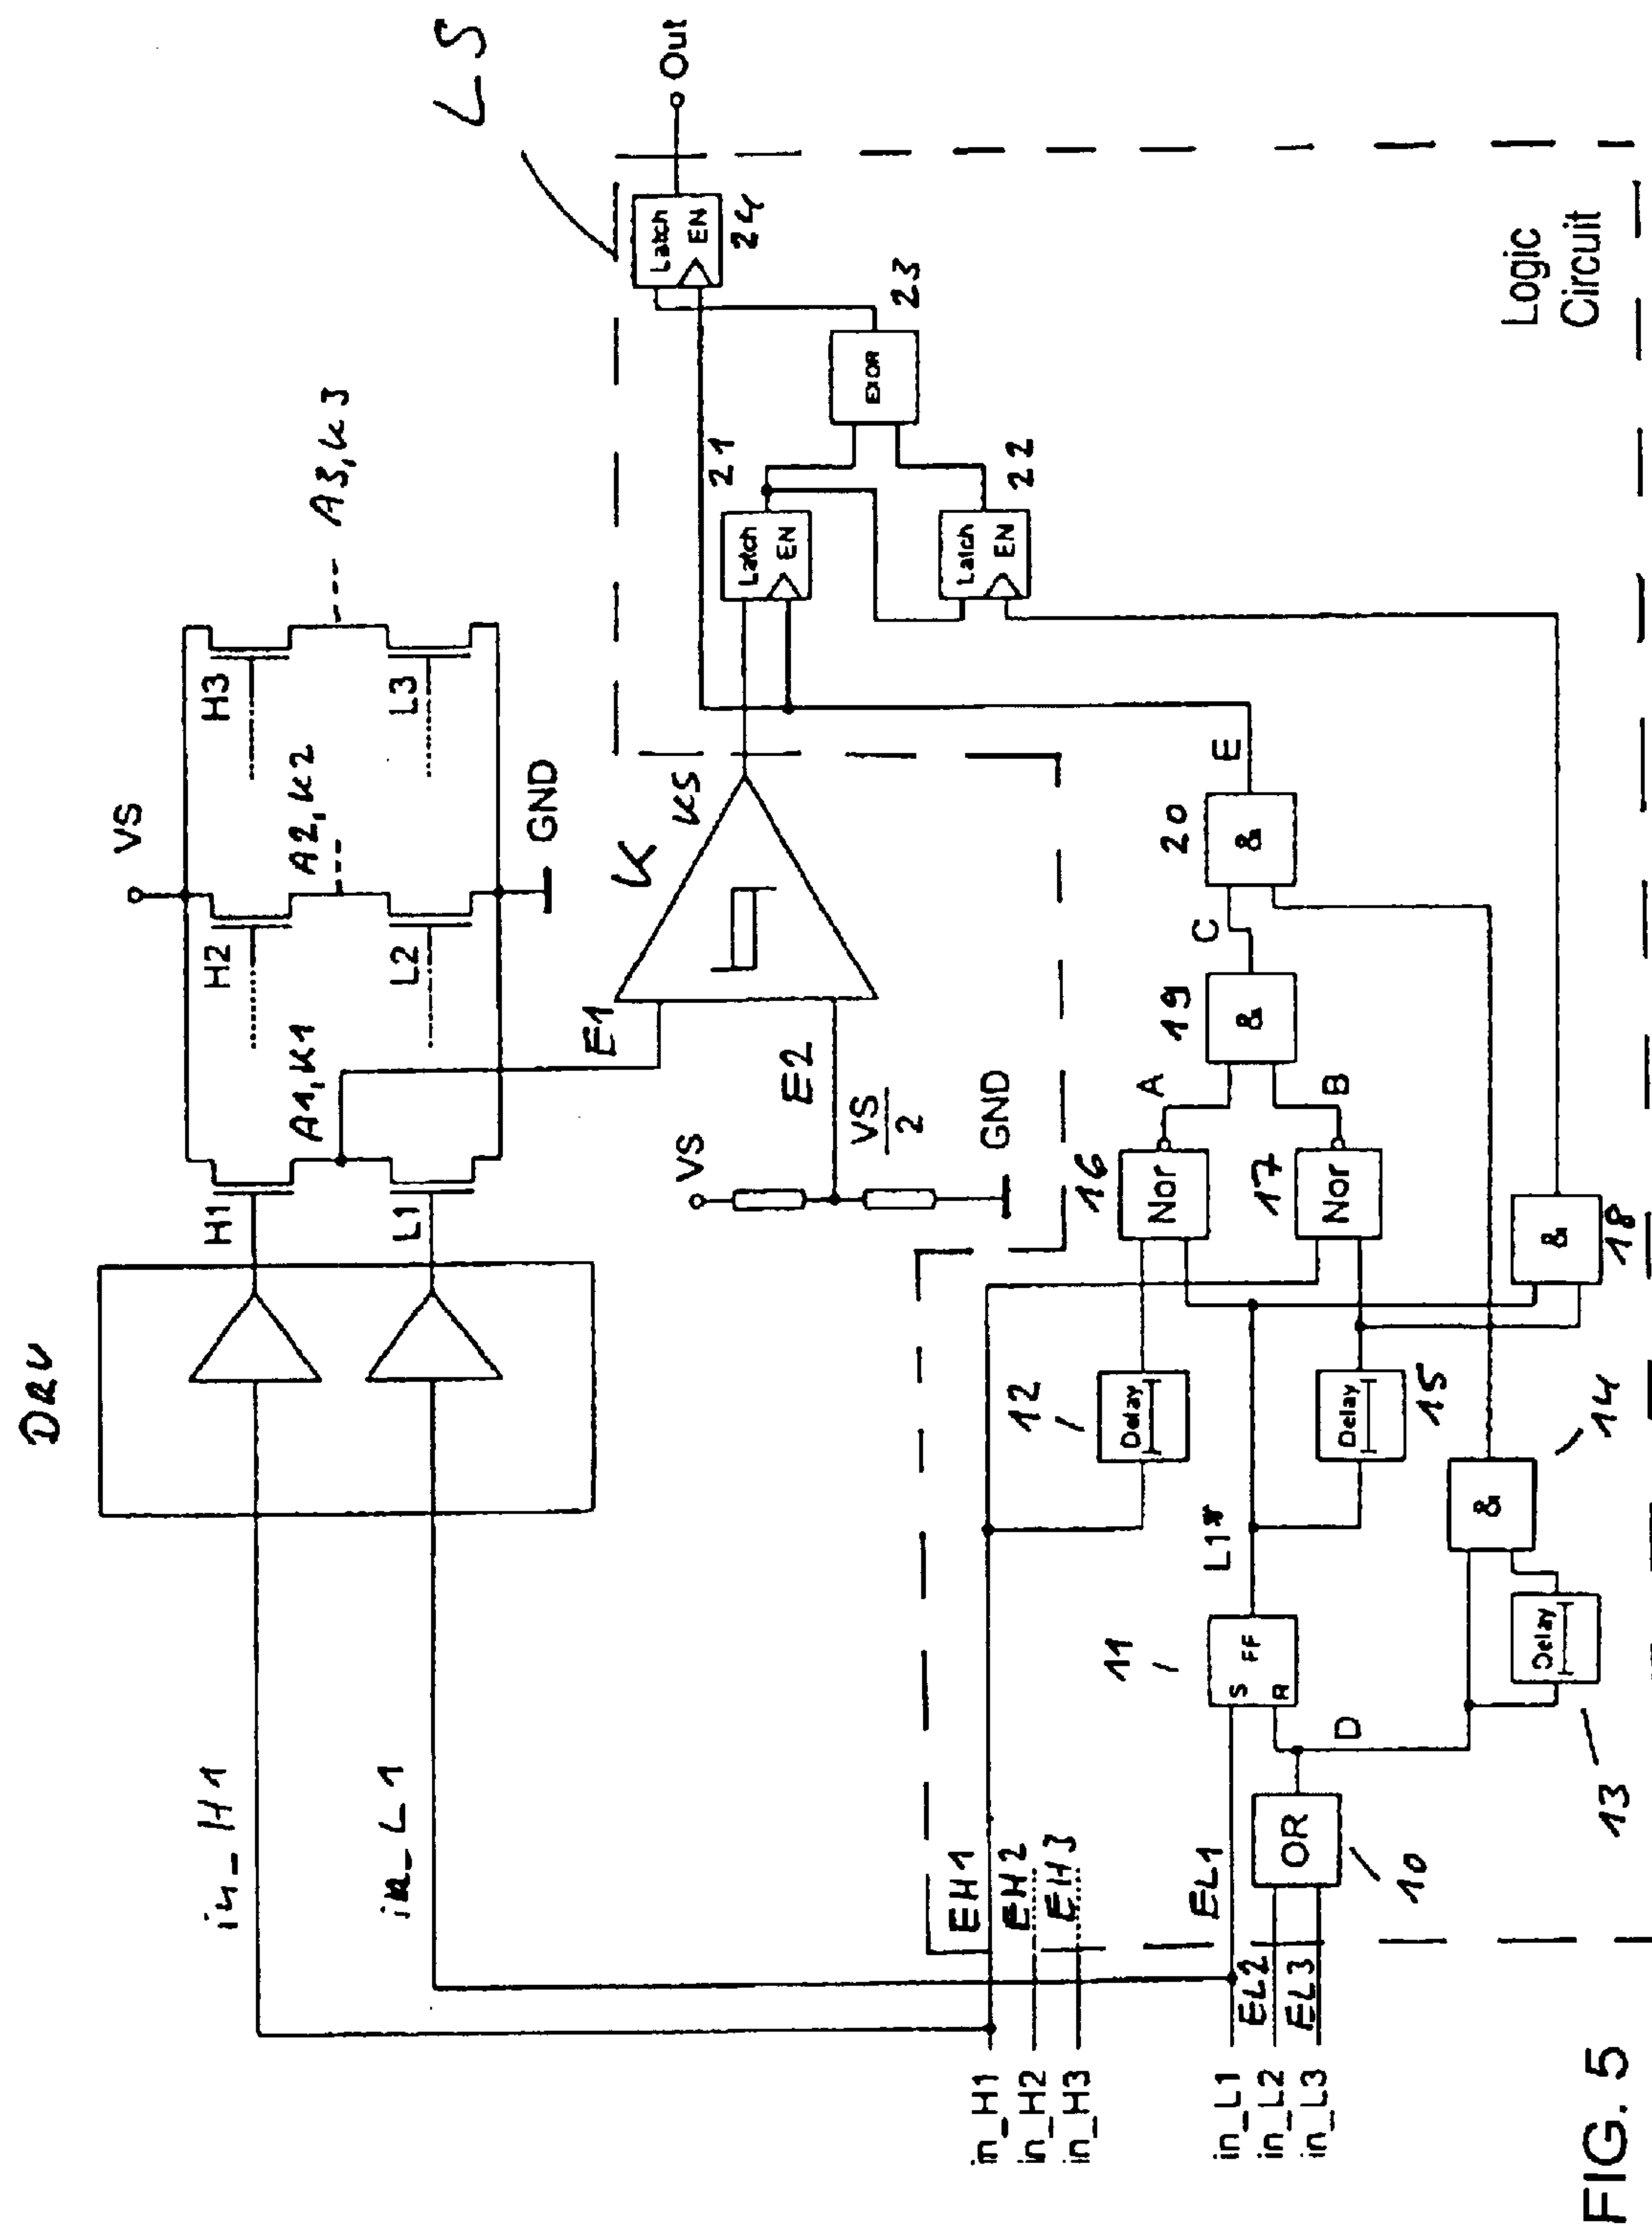 DRV
in_H1
in_L1
H1
L1
A1,K1
VS
H2
L2
A2,K2
H3
L3
A3,K3
GND
LS
E1
E2
K
KS
VS
VS
2
GND
in_H1
in_H2
in_H3
EH1
EH2
EH3
in_L1
in_L2
in_L3
EL1
EL2
EL3
OR
10
D
S
R
FF
11
L1*
Delay
12
Delay
13
&
14
Delay
15
Nor
16
Nor
17
&
18
A
B
&
19
C
&
20
E
Latch
EN
21
Latch
EN
22
EXOR
23
Latch
EN
24
Out
Logic
Circuit
FIG. 5